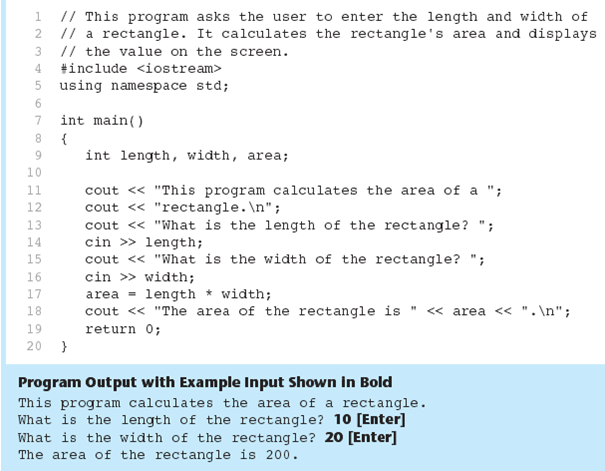 1 // This program asks the user to enter the length and width of
2 // a rectangle. It calculates the rectangle's area and displays
3 // the value on the screen.
4 #include <iostream>
5 using namespace std;
6
7 int main()
8 {
9 int length, width, area;
10
11 cout << "This program calculates the area of a ";
12 cout << "rectangle.\n";
13 cout << "What is the length of the rectangle? ";
14 cin >> length;
15 cout << "What is the width of the rectangle? ";
16 cin >> width;
17 area = length * width;
18 cout << "The area of the rectangle is " << area << ".\n";
19 return 0;
20 }
Program Output with Example Input Shown in Bold
This program calculates the area of a rectangle.
What is the length of the rectangle? 10 [Enter]
What is the width of the rectangle? 20 [Enter]
The area of the rectangle is 200.